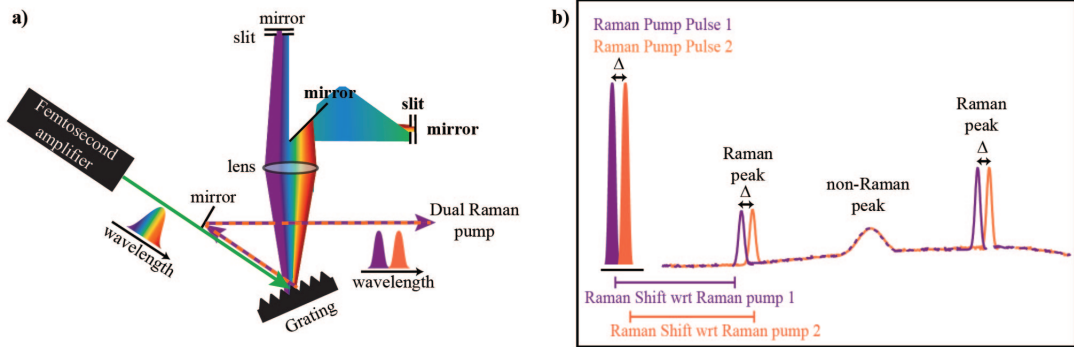 a)
mirror
slit
Femtosecond
amplifier
mirror
slit
mirror
lens
mirror
Dual Raman
pump
wavelength
wavelength
Grating
b)
Raman Pump Pulse 1
Raman Pump Pulse 2
Δ
Raman
peak
Δ
non-Raman
peak
Raman
peak
Δ
Raman Shift wrt Raman pump 1
Raman Shift wrt Raman pump 2